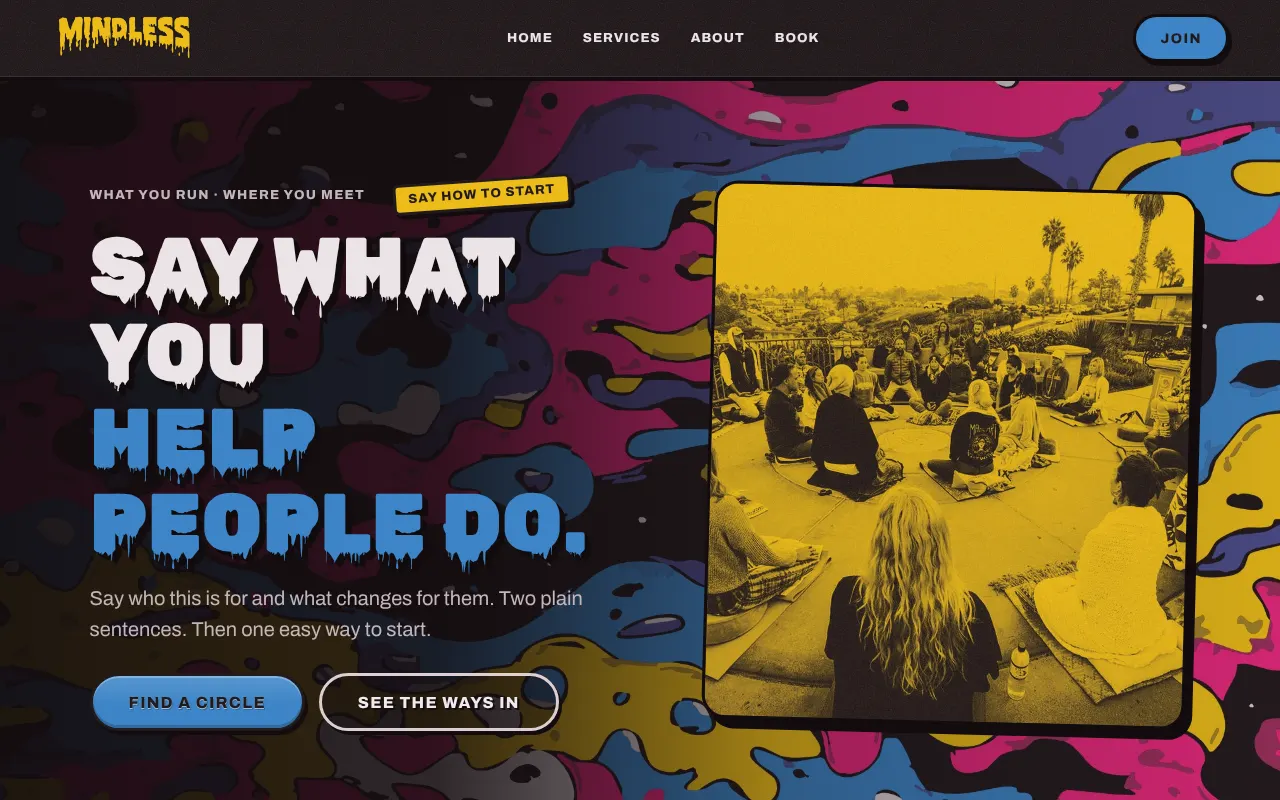 MINDLESS
HOME SERVICES ABOUT BOOK
JOIN
WHAT YOU RUN · WHERE YOU MEET
SAY HOW TO START
SAY WHAT
YOU
HELP
PEOPLE DO.
Say who this is for and what changes for them. Two plain
sentences. Then one easy way to start.
FIND A CIRCLE
SEE THE WAYS IN